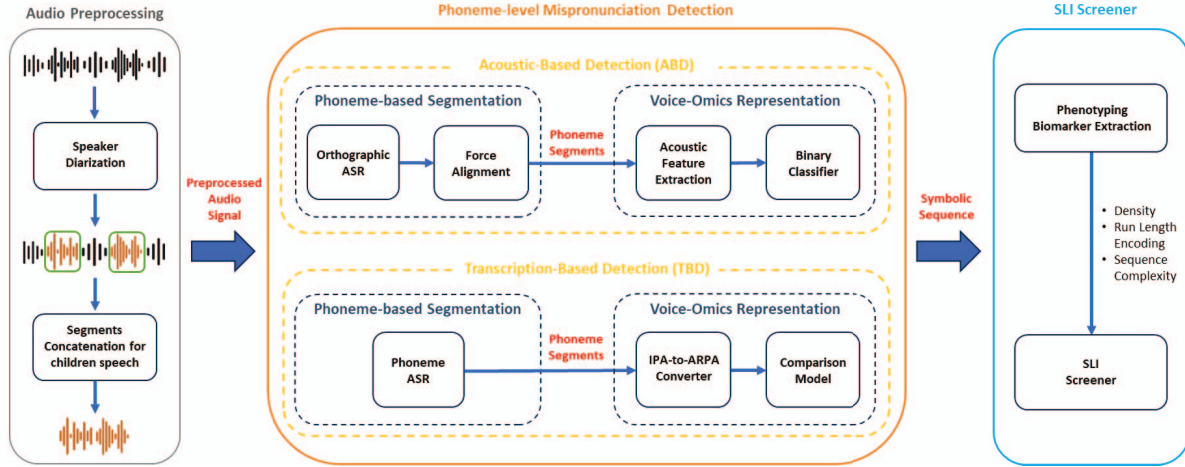 Audio Preprocessing
Speaker
Diarization
Segments
Concatenation for
children speech
Preprocessed
Audio
Signal
Phoneme-level Mispronunciation Detection
Acoustic-Based Detection (ABD)
Phoneme-based Segmentation
Orthographic
ASR
Force
Alignment
Phoneme
Segments
Voice-Omics Representation
Acoustic
Feature
Extraction
Binary
Classifier
Transcription-Based Detection (TBD)
Phoneme-based Segmentation
Phoneme
ASR
Phoneme
Segments
Voice-Omics Representation
IPA-to-ARPA
Converter
Comparison
Model
Symbolic
Sequence
SLI Screener
Phenotyping
Biomarker Extraction
• Density
• Run Length
Encoding
• Sequence
Complexity
SLI
Screener